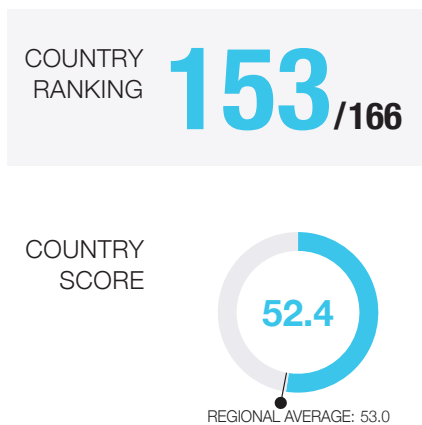 COUNTRY
RANKING
153/166
COUNTRY
SCORE
52.4
REGIONAL AVERAGE: 53.0